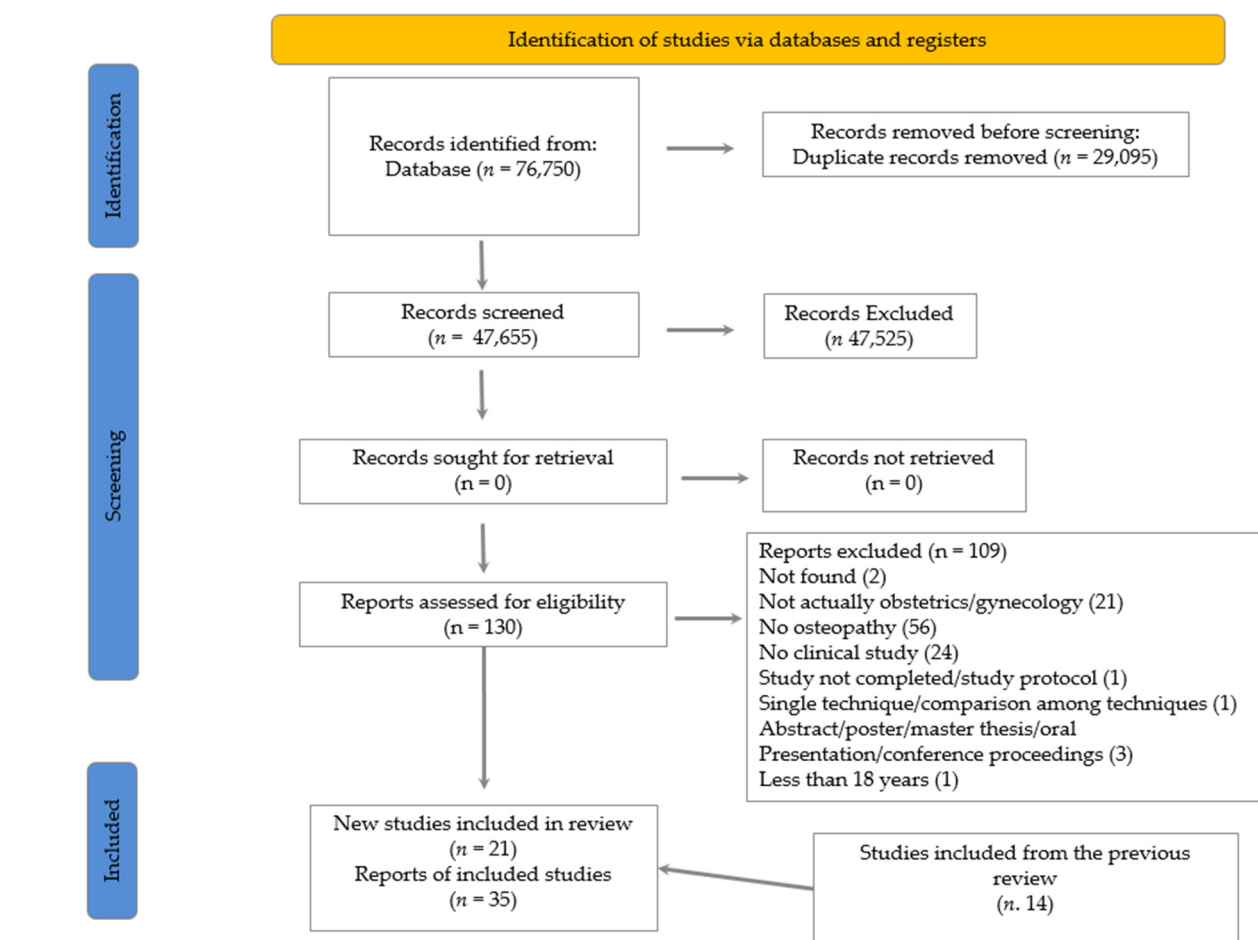 Identification of studies via databases and registers
Identification
Records identified from:
Database (n = 76,750)
Records removed before screening:
Duplicate records removed (n = 29,095)
Screening
Records screened
(n = 47,655)
Records Excluded
(n 47,525)
Records sought for retrieval
(n = 0)
Records not retrieved
(n = 0)
Reports assessed for eligibility
(n = 130)
Reports excluded (n = 109)
Not found (2)
Not actually obstetrics/gynecology (21)
No osteopathy (56)
No clinical study (24)
Study not completed/study protocol (1)
Single technique/comparison among techniques (1)
Abstract/poster/master thesis/oral
Presentation/conference proceedings (3)
Less than 18 years (1)
Included
New studies included in review
(n = 21)
Reports of included studies
(n = 35)
Studies included from the previous
review
(n. 14)